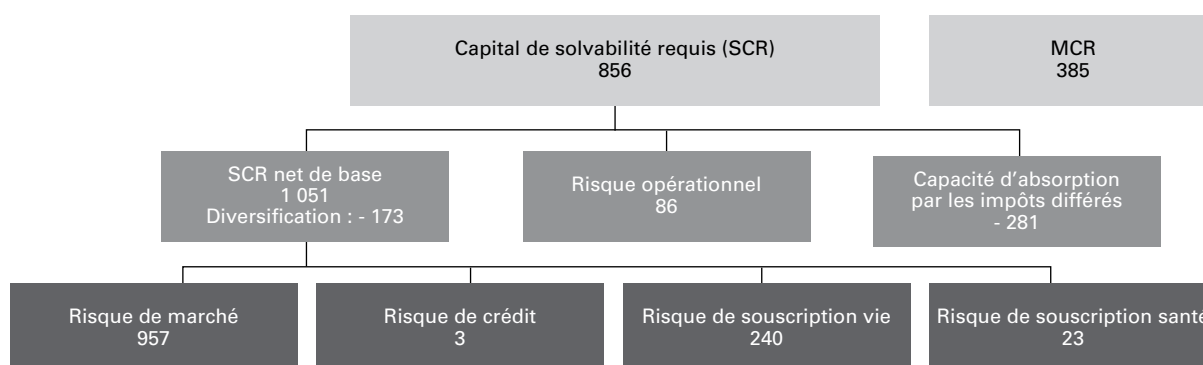 Capital de solvabilité requis (SCR)
856
MCR
385
SCR net de base
1 051
Diversification : - 173
Risque opérationnel
86
Capacité d’absorption
par les impôts différés
- 281
Risque de marché
957
Risque de crédit
3
Risque de souscription vie
240
Risque de souscription santé
23